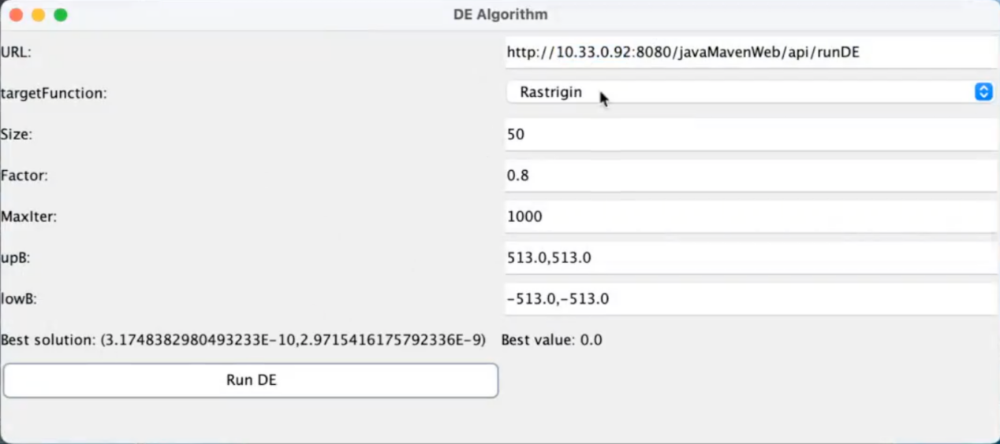 DE Algorithm
URL: http://10.33.0.92:8080/javaMavenWeb/api/runDE
targetFunction: Rastrigin
Size: 50
Factor: 0.8
MaxIter: 1000
upB: 513.0,513.0
lowB: -513.0,-513.0
Best solution: (3.1748382980493233E-10,2.9715416175792336E-9) Best value: 0.0
Run DE